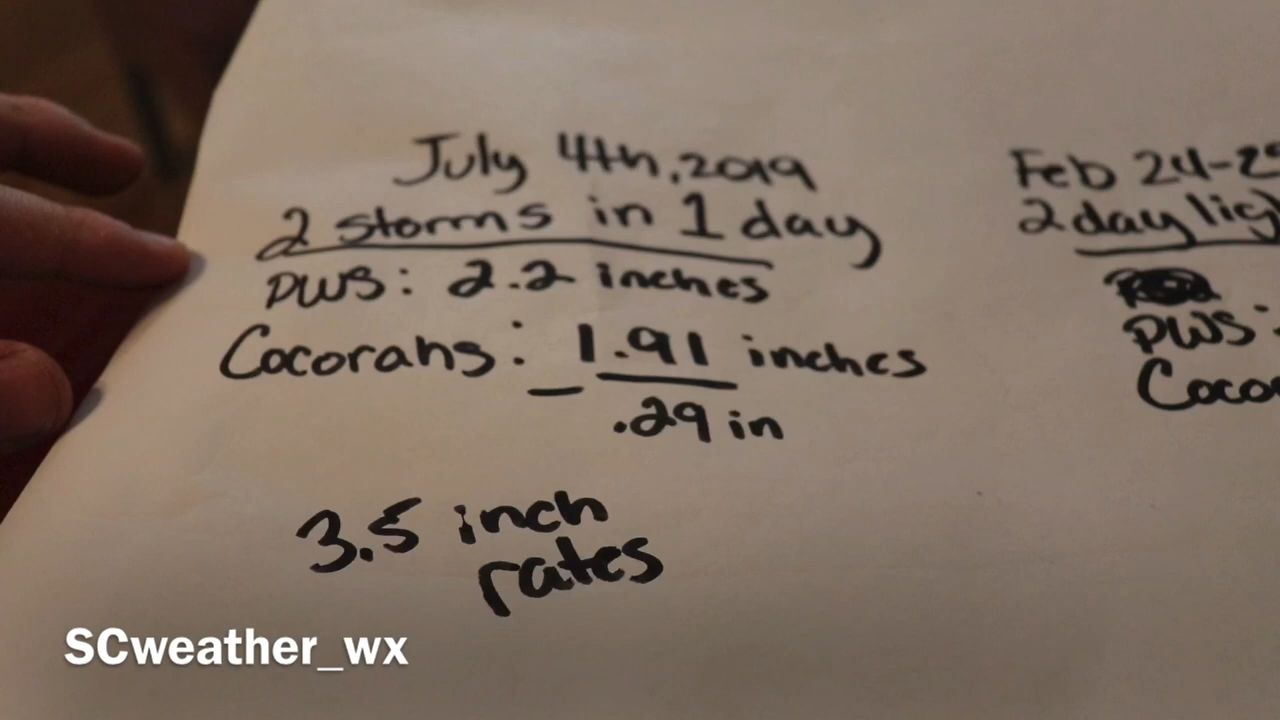 July 4th, 2019
2 storms in 1 day
PWS: 2.2 inches
Cocorahs: 1.91 inches
– .29 in
3.5 inch
rates
Feb 24-2
2 day lig
PWS:
Coco
SCweather_wx